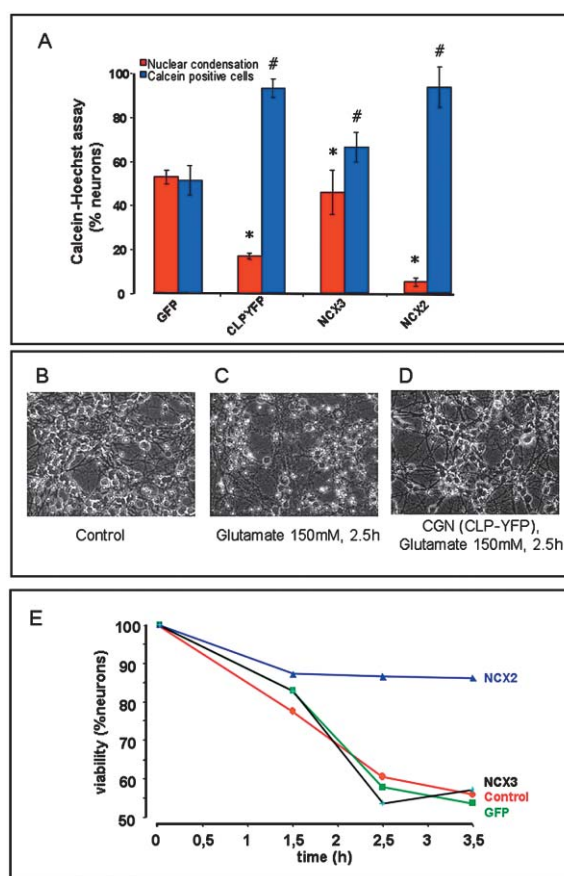 A
Nuclear condensation
Calcein positive cells
Calcein-Hoechst assay
(% neurons)
100
80
60
40
20
0
#
*
#
*
#
*
GFP
CLPYFP
NCX3
NCX2
B
C
D
Control
Glutamate 150mM, 2.5h
CGN (CLP-YFP),
Glutamate 150mM, 2.5h
E
viability (%neurons)
100
90
80
70
60
50
NCX2
NCX3
Control
GFP
0 0,5 1 1,5 2 2,5 3 3,5
time (h)